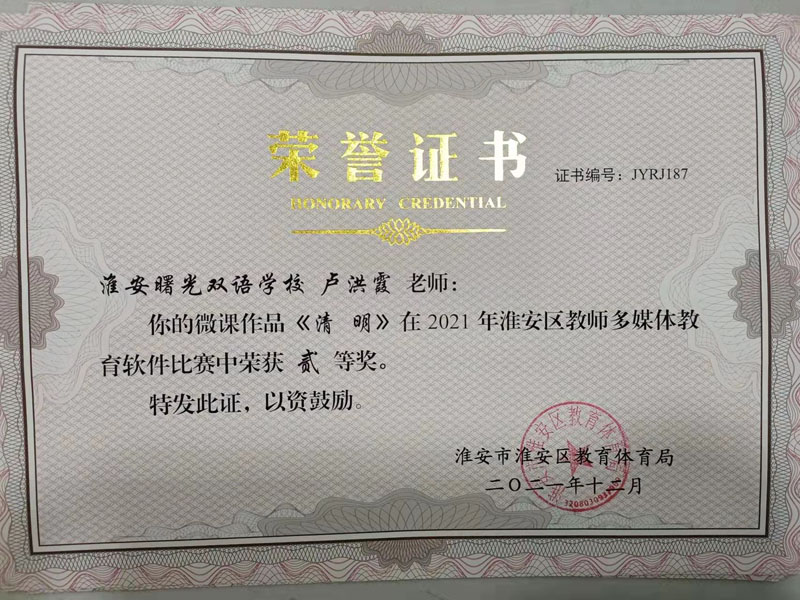 荣誉证书
HONORARY CREDENTIAL
证书编号：JYRJ187
淮安曙光双语学校 卢洪霞 老师：
你的微课作品《清 明》在2021年淮安区教师多媒体教
育软件比赛中荣获 贰 等奖。
特发此证，以资鼓励。
淮安市淮安区教育体育局
二〇二一年十二月